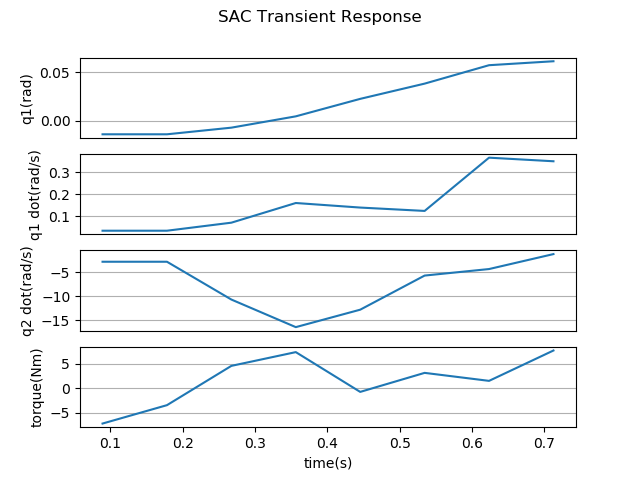 SAC Transient Response
q1(rad)
0.05
0.00
q1 dot(rad/s)
0.3
0.2
0.1
q2 dot(rad/s)
−5
−10
−15
torque(Nm)
5
0
−5
0.1 0.2 0.3 0.4 0.5 0.6 0.7
time(s)